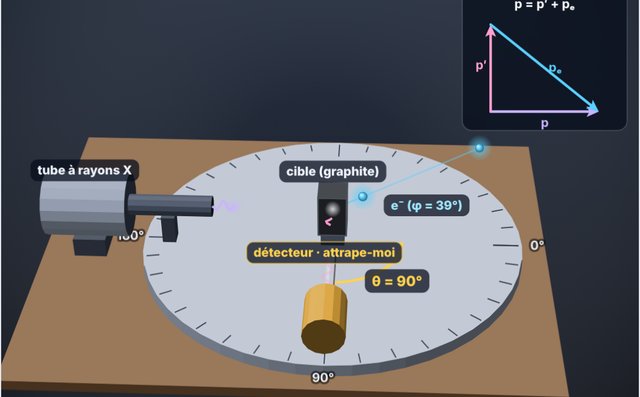 p = p′ + pₑ
p′
pₑ
p
tube à rayons X
cible (graphite)
e⁻ (φ = 39°)
180°
0°
détecteur · attrape-moi
θ = 90°
90°